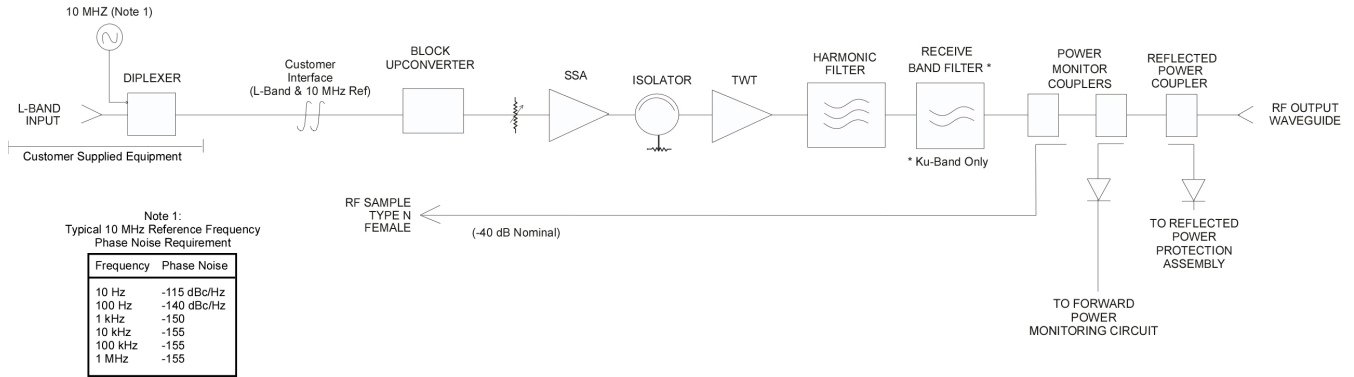 10 MHZ (Note 1)
DIPLEXER
L-BAND
INPUT
Customer Supplied Equipment
Customer
Interface
(L-Band & 10 MHz Ref)
BLOCK
UPCONVERTER
SSA
ISOLATOR
TWT
HARMONIC
FILTER
RECEIVE
BAND FILTER *
* Ku-Band Only
POWER
MONITOR
COUPLERS
REFLECTED
POWER
COUPLER
RF OUTPUT
WAVEGUIDE
RF SAMPLE
TYPE N
FEMALE
(-40 dB Nominal)
TO REFLECTED
POWER
PROTECTION
ASSEMBLY
TO FORWARD
POWER
MONITORING CIRCUIT
Note 1:
Typical 10 MHz Reference Frequency
Phase Noise Requirement
Frequency Phase Noise
10 Hz -115 dBc/Hz
100 Hz -140 dBc/Hz
1 kHz -150
10 kHz -155
100 kHz -155
1 MHz -155